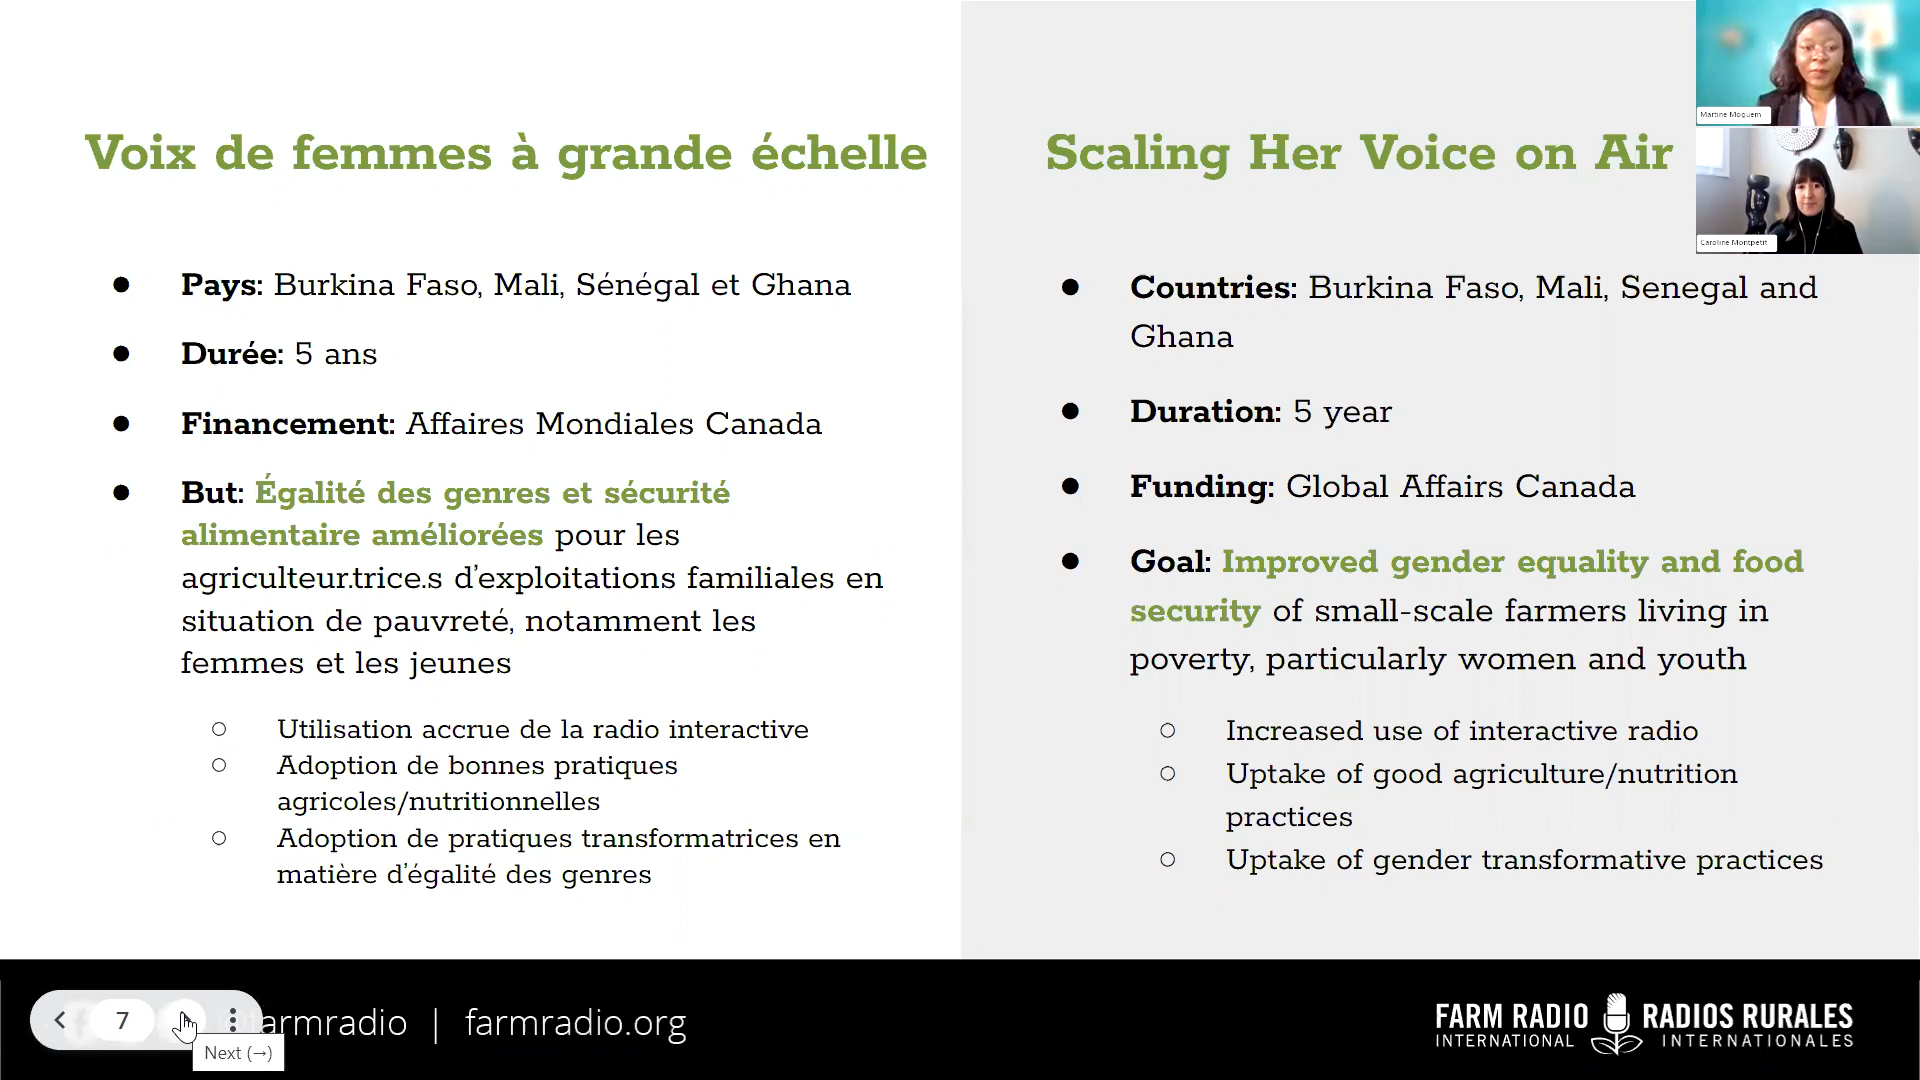 Voix de femmes à grande échelle
Pays: Burkina Faso, Mali, Sénégal et Ghana
Durée: 5 ans
Financement: Affaires Mondiales Canada
But: Égalité des genres et sécurité
alimentaire améliorées pour les
agriculteur.trice.s d'exploitations familiales en
situation de pauvreté, notamment les
femmes et les jeunes
Utilisation accrue de la radio interactive
Adoption de bonnes pratiques
agricoles/nutritionnelles
Adoption de pratiques transformatrices en
matière d'égalité des genres
Scaling Her Voice on Air
Countries: Burkina Faso, Mali, Senegal and
Ghana
Duration: 5 year
Funding: Global Affairs Canada
Goal: Improved gender equality and food
security of small-scale farmers living in
poverty, particularly women and youth
Increased use of interactive radio
Uptake of good agriculture/nutrition
practices
Uptake of gender transformative practices
Martine Moguem
Caroline Montpetit
7
Next (→)
@farmradio | farmradio.org
FARM RADIO
INTERNATIONAL
RADIOS RURALES
INTERNATIONALES